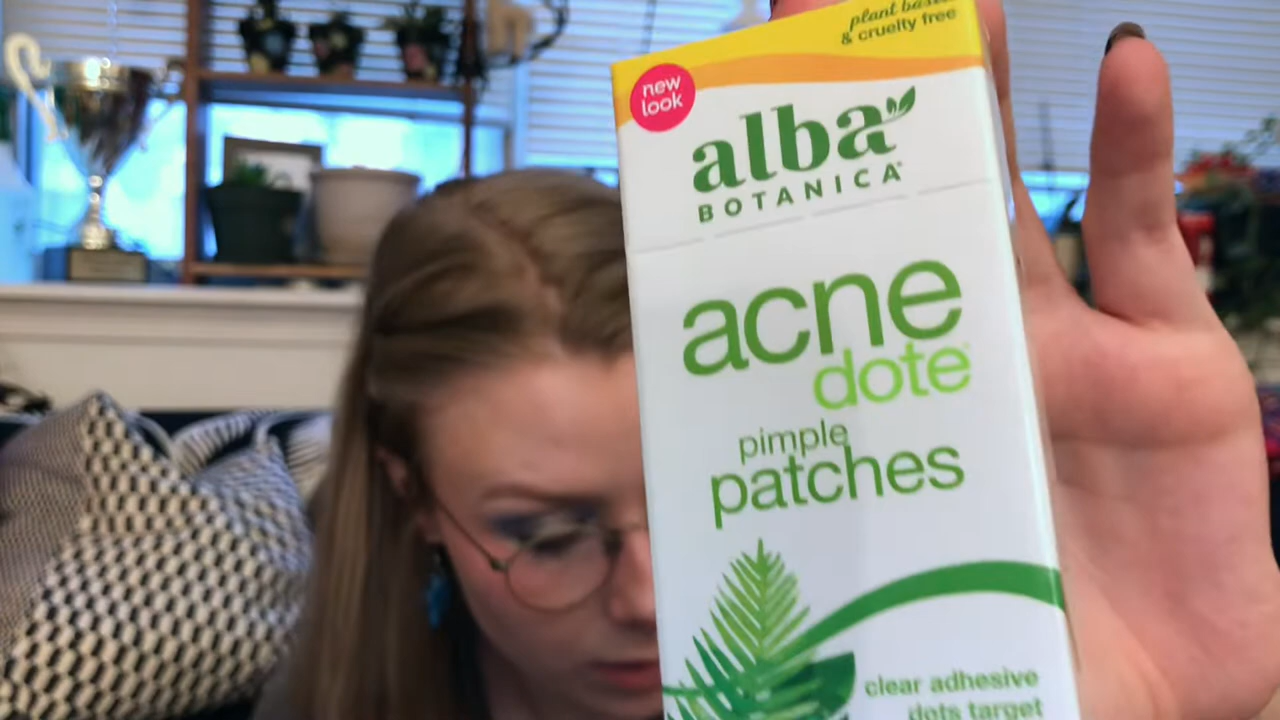 plant based
& cruelty free
new
look
alba
BOTANICA
acne
dote
pimple
patches
clear adhesive
dots target